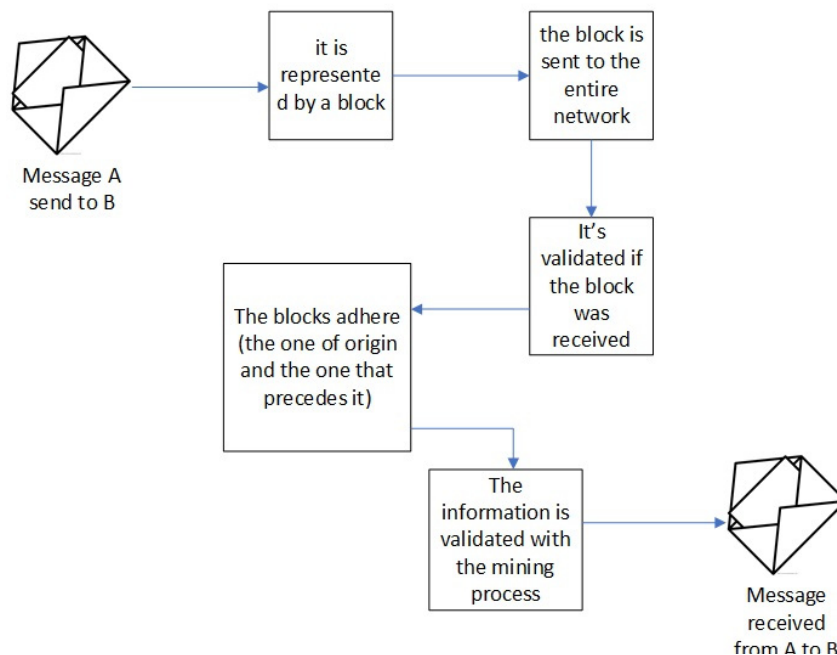 Message A
send to B
it is
represente
d by a block
the block is
sent to the
entire
network
It's
validated if
the block
was
received
The blocks adhere
(the one of origin
and the one that
precedes it)
The
information is
validated with
the mining
process
Message
received
from A to B